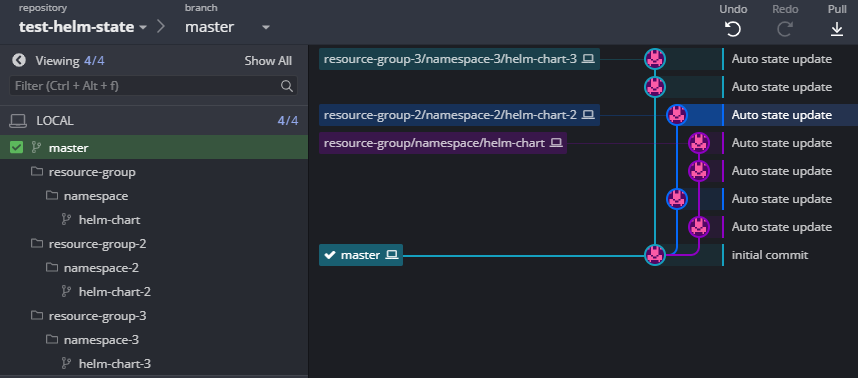 repository
test-helm-state
branch
master
Undo
Redo
Pull
Viewing 4/4
Show All
Filter (Ctrl + Alt + f)
LOCAL
4/4
master
resource-group
namespace
helm-chart
resource-group-2
namespace-2
helm-chart-2
resource-group-3
namespace-3
helm-chart-3
resource-group-3/namespace-3/helm-chart-3
Auto state update
Auto state update
resource-group-2/namespace-2/helm-chart-2
Auto state update
resource-group/namespace/helm-chart
Auto state update
Auto state update
Auto state update
Auto state update
master
initial commit